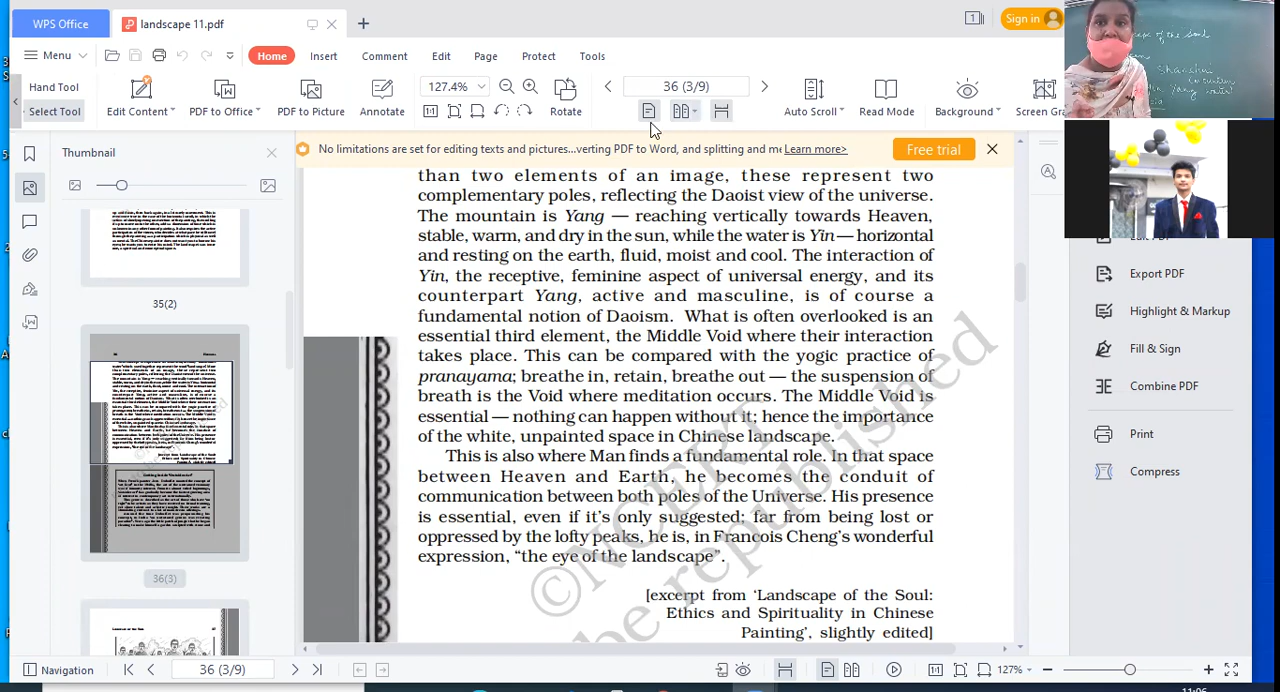 WPS Office
landscape 11.pdf
Sign in
Menu
Home
Insert
Comment
Edit
Page
Protect
Tools
Hand Tool
Select Tool
Edit Content
PDF to Office
PDF to Picture
Annotate
127.4%
Rotate
36 (3/9)
Auto Scroll
Read Mode
Background
Screen Gra
No limitations are set for editing texts and pictures...verting PDF to Word, and splitting and me Learn more>
Free trial
Thumbnail
35(2)
36(3)
than two elements of an image, these represent two
complementary poles, reflecting the Daoist view of the universe.
The mountain is Yang — reaching vertically towards Heaven,
stable, warm, and dry in the sun, while the water is Yin — horizontal
and resting on the earth, fluid, moist and cool. The interaction of
Yin, the receptive, feminine aspect of universal energy, and its
counterpart Yang, active and masculine, is of course a
fundamental notion of Daoism. What is often overlooked is an
essential third element, the Middle Void where their interaction
takes place. This can be compared with the yogic practice of
pranayana; breathe in, retain, breathe out — the suspension of
breath is the Void where meditation occurs. The Middle Void is
essential — nothing can happen without it; hence the importance
of the white, unpainted space in Chinese landscape.
This is also where Man finds a fundamental role. In that space
between Heaven and Earth, he becomes the conduit of
communication between both poles of the Universe. His presence
is essential, even if it's only suggested; far from being lost or
oppressed by the lofty peaks, he is, in Francois Cheng's wonderful
expression, “the eye of the landscape”.
[excerpt from ‘Landscape of the Soul:
Ethics and Spirituality in Chinese
Painting’, slightly edited]
©NCERT
be republished
of the Soul
Shanshui
Yang water
Export PDF
Highlight & Markup
Fill & Sign
Combine PDF
Print
Compress
Navigation
36 (3/9)
127%
11:06